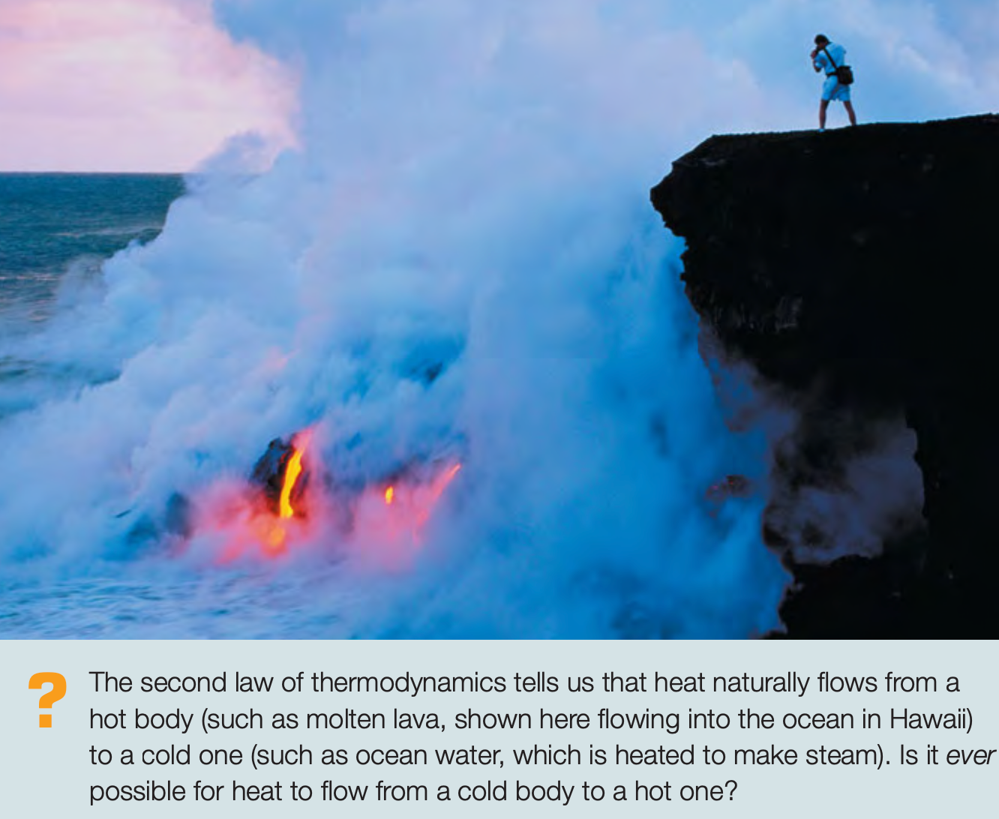 ?
The second law of thermodynamics tells us that heat naturally flows from a
hot body (such as molten lava, shown here flowing into the ocean in Hawaii)
to a cold one (such as ocean water, which is heated to make steam). Is it ever
possible for heat to flow from a cold body to a hot one?